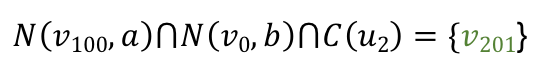 N(v₁₀₀, a)∩N(v₀, b)∩C(u₂) = {v₂₀₁}